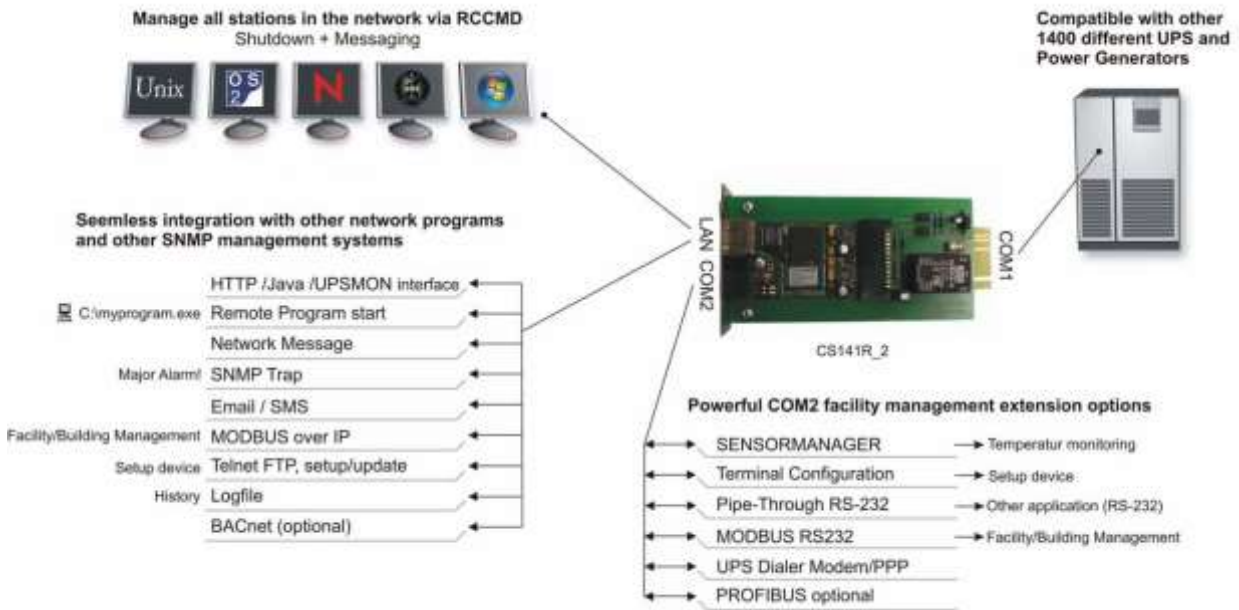 Manage all stations in the network via RCCMD
Shutdown + Messaging
Unix
OS
2
N
Compatible with other
1400 different UPS and
Power Generators
Seemless integration with other network programs
and other SNMP management systems
HTTP /Java /UPSMON interface
C:\myprogram.exe Remote Program start
Network Message
Major Alarm! SNMP Trap
Email / SMS
Facility/Building Management MODBUS over IP
Setup device Telnet FTP, setup/update
History Logfile
BACnet (optional)
LAN COM2
COM1
CS141R_2
Powerful COM2 facility management extension options
SENSORMANAGER Temperatur monitoring
Terminal Configuration Setup device
Pipe-Through RS-232 Other application (RS-232)
MODBUS RS232 Facility/Building Management
UPS Dialer Modem/PPP
PROFIBUS optional